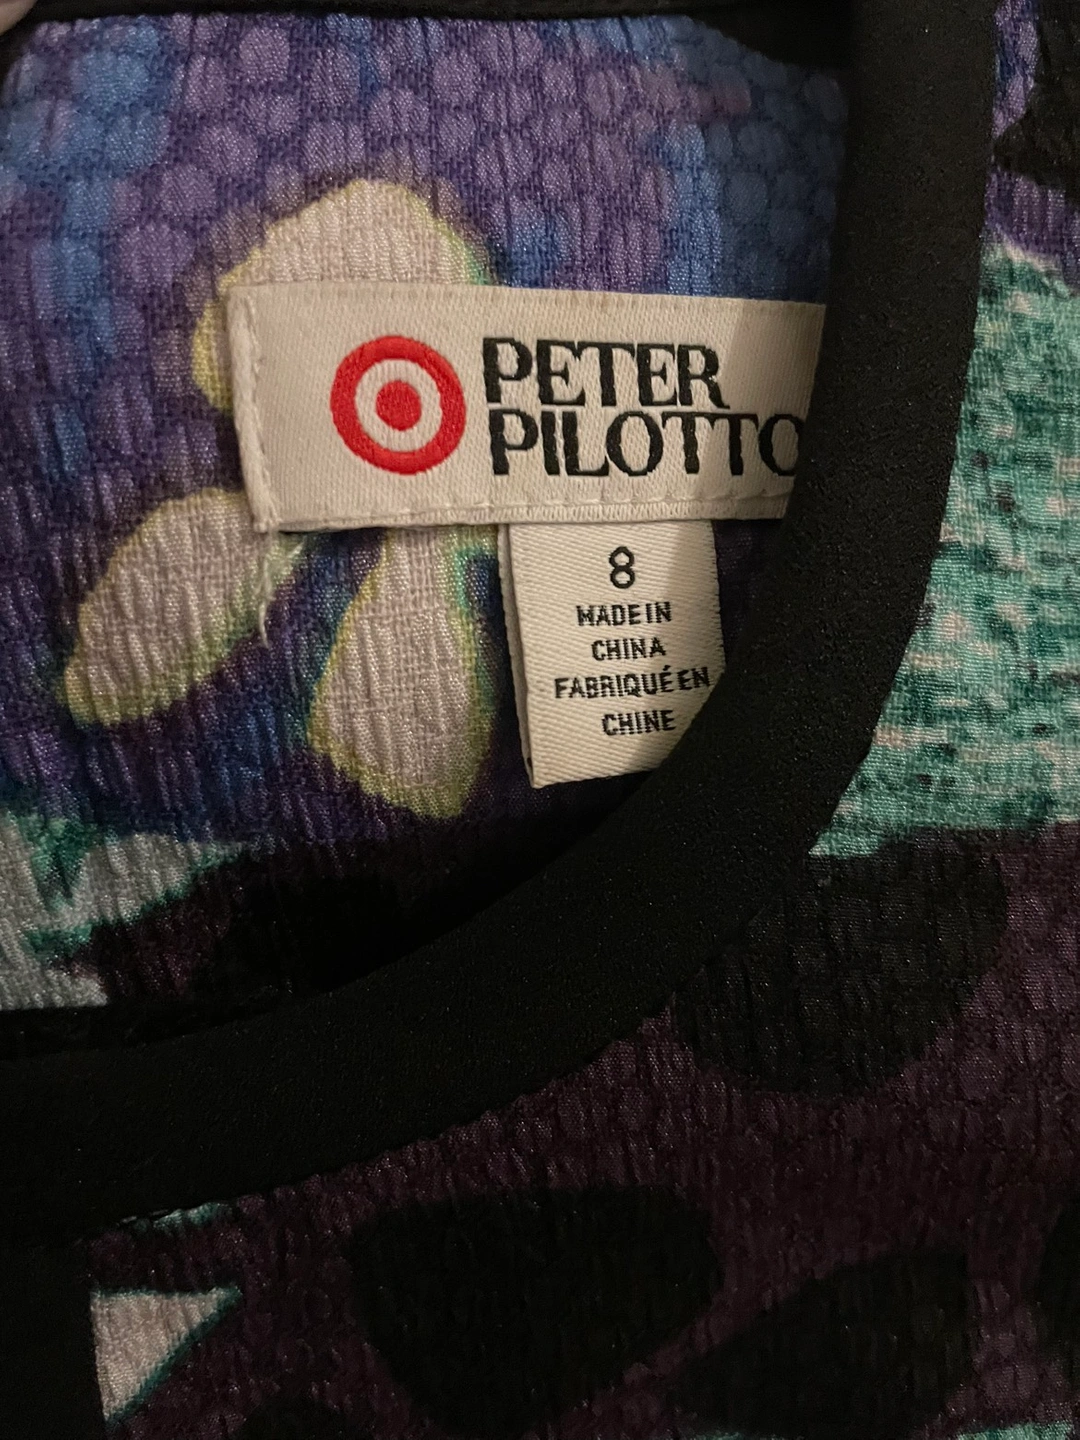 PETER
PILOTTO
8
MADE IN
CHINA
FABRIQUÉ EN
CHINE